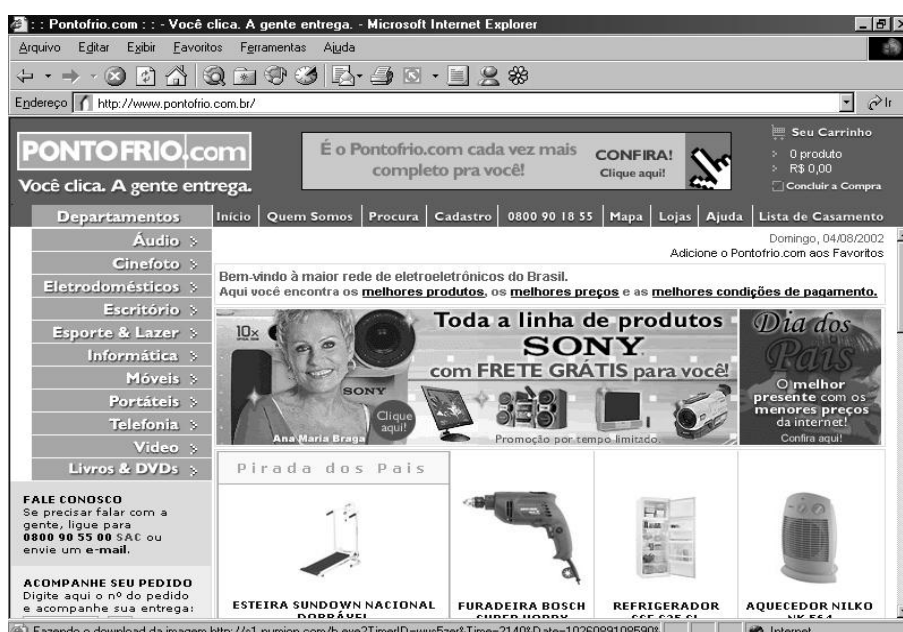 : : Pontofrio.com : : - Você clica. A gente entrega. - Microsoft Internet Explorer
Arquivo Editar Exibir Favoritos Ferramentas Ajuda
Endereço http://www.pontofrio.com.br/ Ir
PONTOFRIO.com
Você clica. A gente entrega.
É o Pontofrio.com cada vez mais
completo pra você!
CONFIRA!
Clique aqui!
Seu Carrinho
0 produto
R$ 0,00
Concluir a Compra
Departamentos
Início Quem Somos Procura Cadastro 0800 90 18 55 Mapa Lojas Ajuda Lista de Casamento
Áudio
Cinefoto
Eletrodomésticos
Escritório
Esporte & Lazer
Informática
Móveis
Portáteis
Telefonia
Video
Livros & DVDs
Domingo, 04/08/2002
Adicione o Pontofrio.com aos Favoritos
Bem-vindo à maior rede de eletroeletrônicos do Brasil.
Aqui você encontra os melhores produtos, os melhores preços e as melhores condições de pagamento.
10x
SONY
Ana Maria Braga
Clique
aqui!
Toda a linha de produtos
SONY
com FRETE GRÁTIS para você!
Promoção por tempo limitado.
Dia dos
Pais
O melhor
presente com os
menores preços
da internet!
Confira aqui!
FALE CONOSCO
Se precisar falar com a
gente, ligue para
0800 90 55 00 SAC ou
envie um e-mail.
ACOMPANHE SEU PEDIDO
Digite aqui o nº do pedido
e acompanhe sua entrega:
Pirada dos Pais
ESTEIRA SUNDOWN NACIONAL
DOBRÁVEL
FURADEIRA BOSCH
SUPER HOBBY
REFRIGERADOR
AQUECEDOR NILKO
Fazendo o download da imagem
Internet